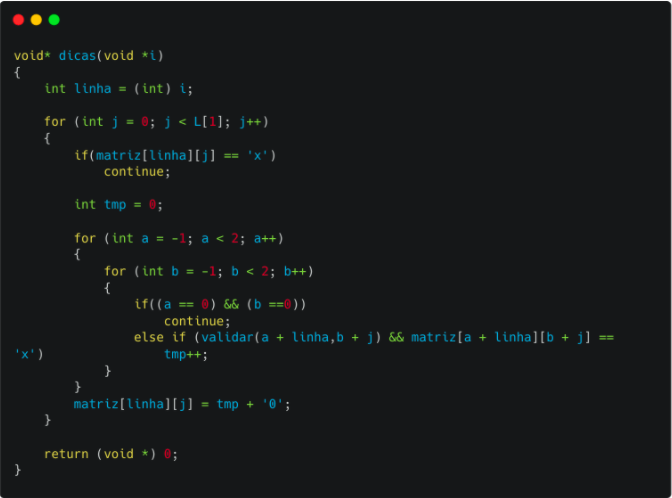 void* dicas(void *i)
{
    int linha = (int) i;

    for (int j = 0; j < L[1]; j++)
    {
        if(matriz[linha][j] == 'x')
            continue;

        int tmp = 0;

        for (int a = -1; a < 2; a++)
        {
            for (int b = -1; b < 2; b++)
            {
                if((a == 0) && (b ==0))
                    continue;
                else if (validar(a + linha,b + j) && matriz[a + linha][b + j] ==
'x')                tmp++;
            }
        }
        matriz[linha][j] = tmp + '0';
    }

    return (void *) 0;
}